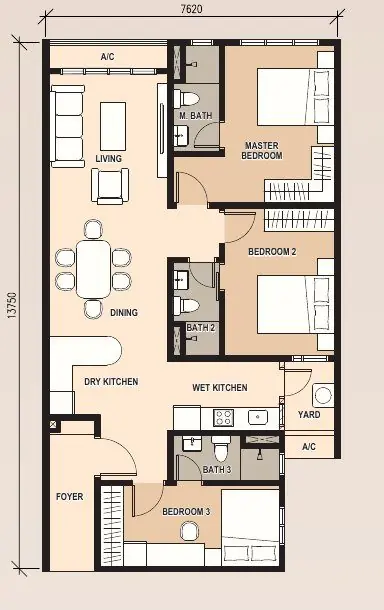 7620
A/C
M. BATH
LIVING
MASTER
BEDROOM
BEDROOM 2
13750
DINING
BATH 2
DRY KITCHEN
WET KITCHEN
YARD
A/C
BATH 3
FOYER
BEDROOM 3